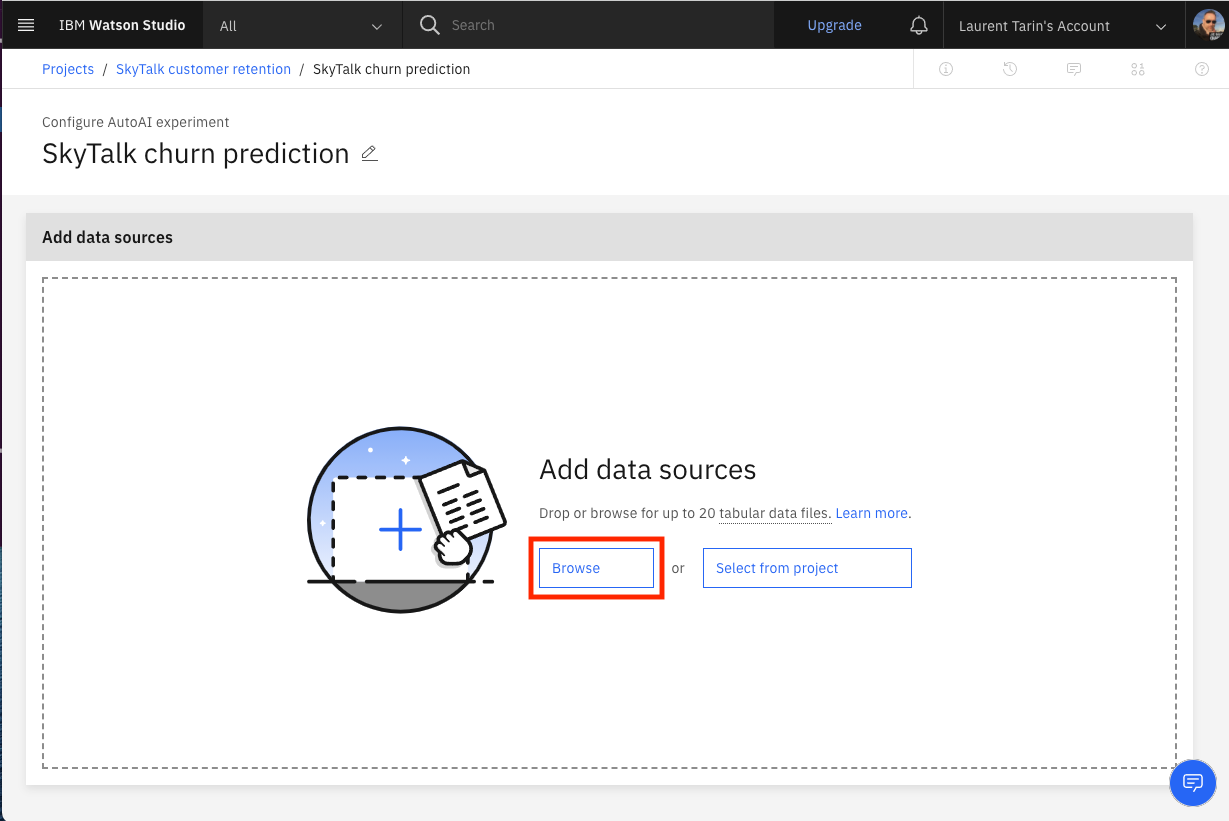 IBM Watson Studio
All
Search
Upgrade
Laurent Tarin's Account
Projects / SkyTalk customer retention / SkyTalk churn prediction
Configure AutoAI experiment
SkyTalk churn prediction
Add data sources
Add data sources
Drop or browse for up to 20 tabular data files. Learn more.
Browse or Select from project